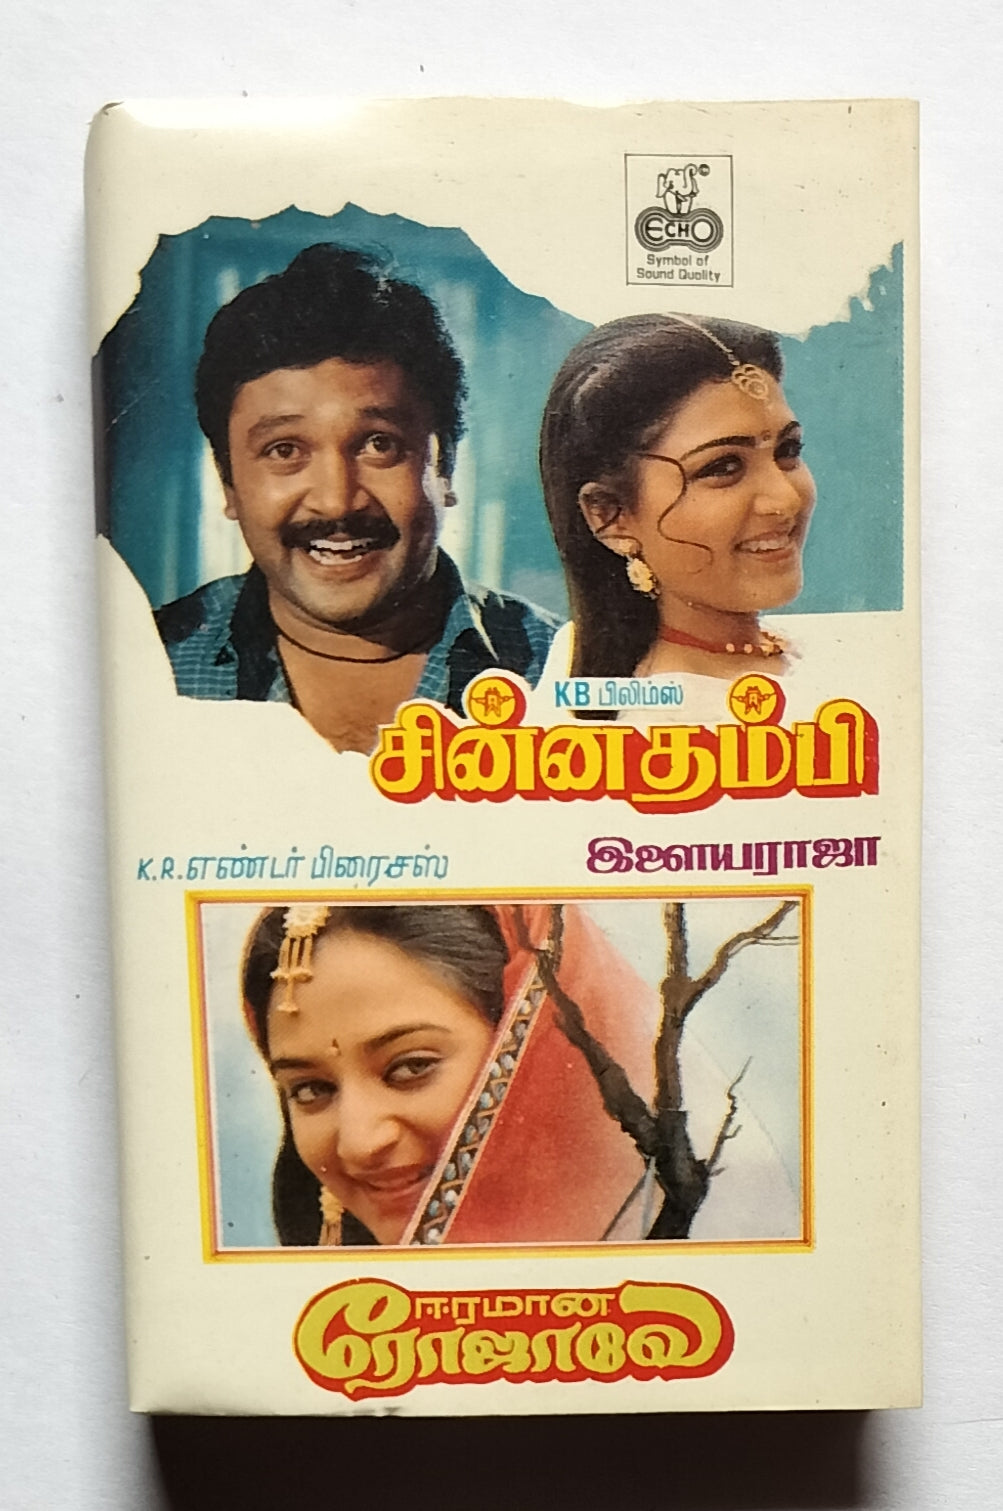 ECHO
Symbol of
Sound Quality
KB பிலிம்ஸ்
சின்னதம்பி
இளையராஜா
K.R.எண்டர் பிரைசஸ்
ஈரமான
ரோஜாவே